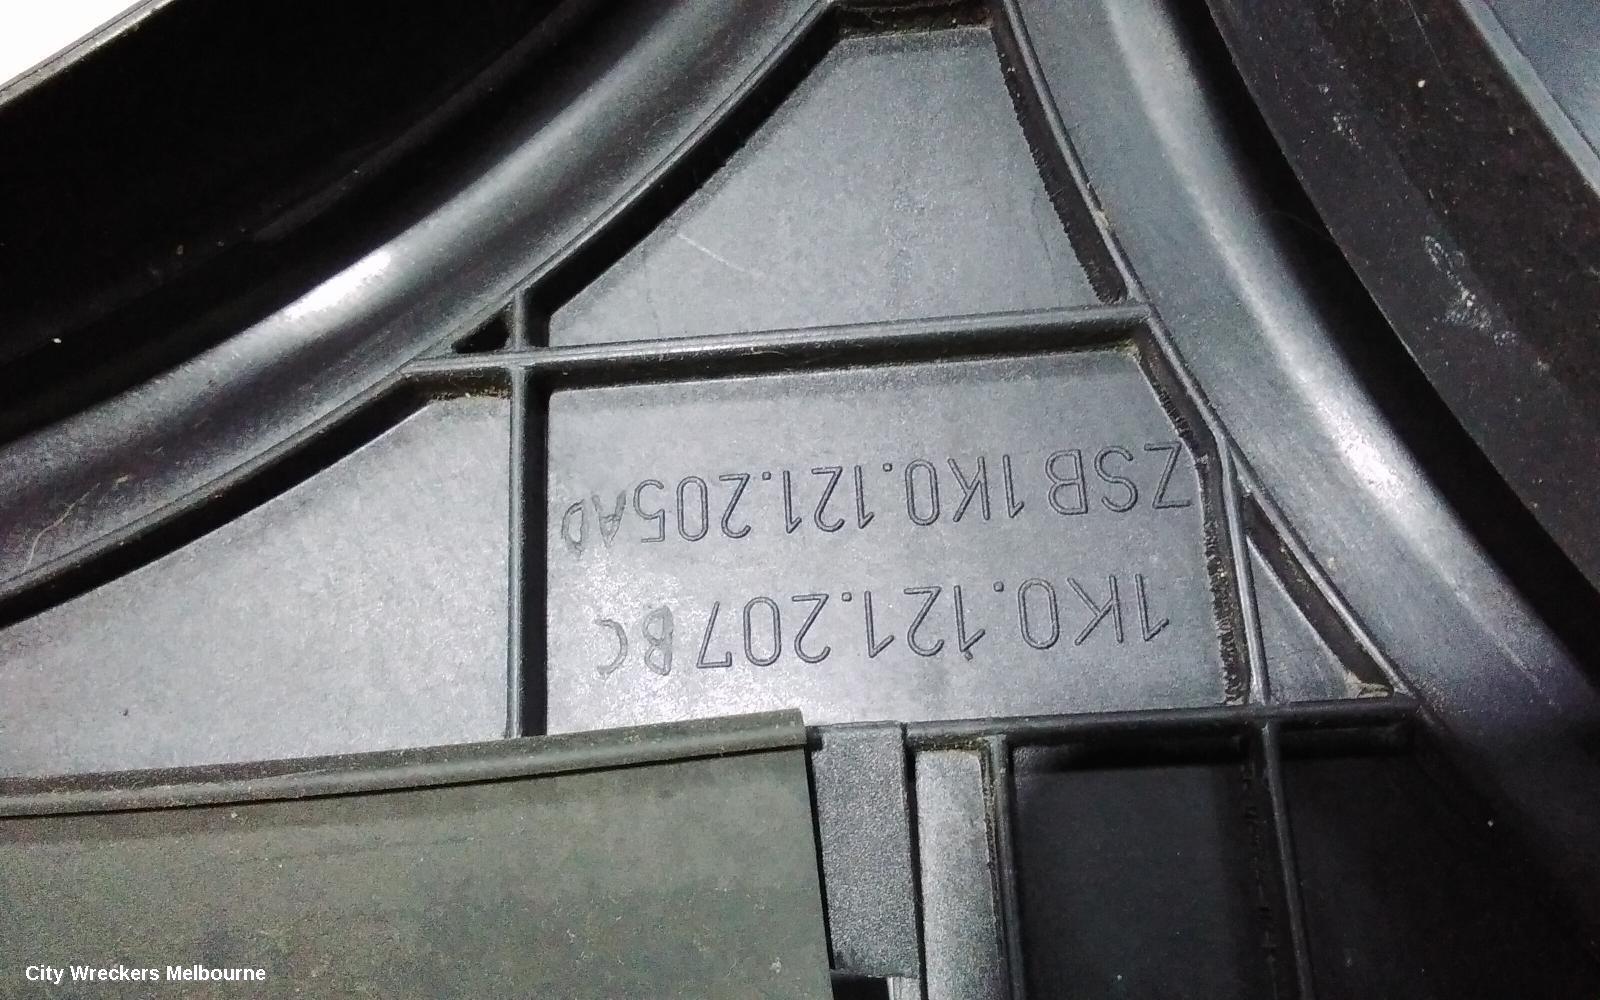 1K0.121.207BC
ZSB 1K0.121.205AD
City Wreckers Melbourne